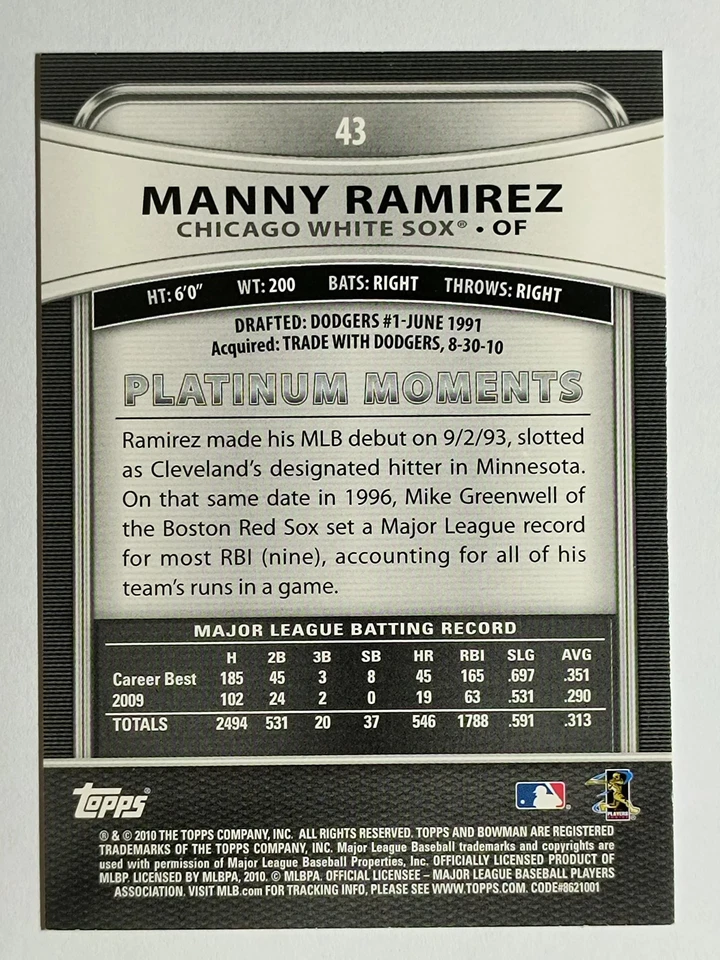 43
MANNY RAMIREZ
CHICAGO WHITE SOX® • OF
HT: 6'0" WT: 200 BATS: RIGHT THROWS: RIGHT
DRAFTED: DODGERS #1-JUNE 1991
Acquired: TRADE WITH DODGERS, 8-30-10
PLATINUM MOMENTS
Ramirez made his MLB debut on 9/2/93, slotted
as Cleveland's designated hitter in Minnesota.
On that same date in 1996, Mike Greenwell of
the Boston Red Sox set a Major League record
for most RBI (nine), accounting for all of his
team's runs in a game.
MAJOR LEAGUE BATTING RECORD
H 2B 3B SB HR RBI SLG AVG
Career Best 185 45 3 8 45 165 .697 .351
2009 102 24 2 0 19 63 .531 .290
TOTALS 2494 531 20 37 546 1788 .591 .313
Topps®
PLAYERS
® & © 2010 THE TOPPS COMPANY, INC. ALL RIGHTS RESERVED. TOPPS AND BOWMAN ARE REGISTERED
TRADEMARKS OF THE TOPPS COMPANY, INC. Major League Baseball trademarks and copyrights are
used with permission of Major League Baseball Properties, Inc. OFFICIALLY LICENSED PRODUCT OF
MLBP. LICENSED BY MLBPA, 2010. © MLBPA. OFFICIAL LICENSEE – MAJOR LEAGUE BASEBALL PLAYERS
ASSOCIATION. VISIT MLB.com FOR TRACKING INFO, PLEASE SEE WWW.TOPPS.COM. CODE#8621001